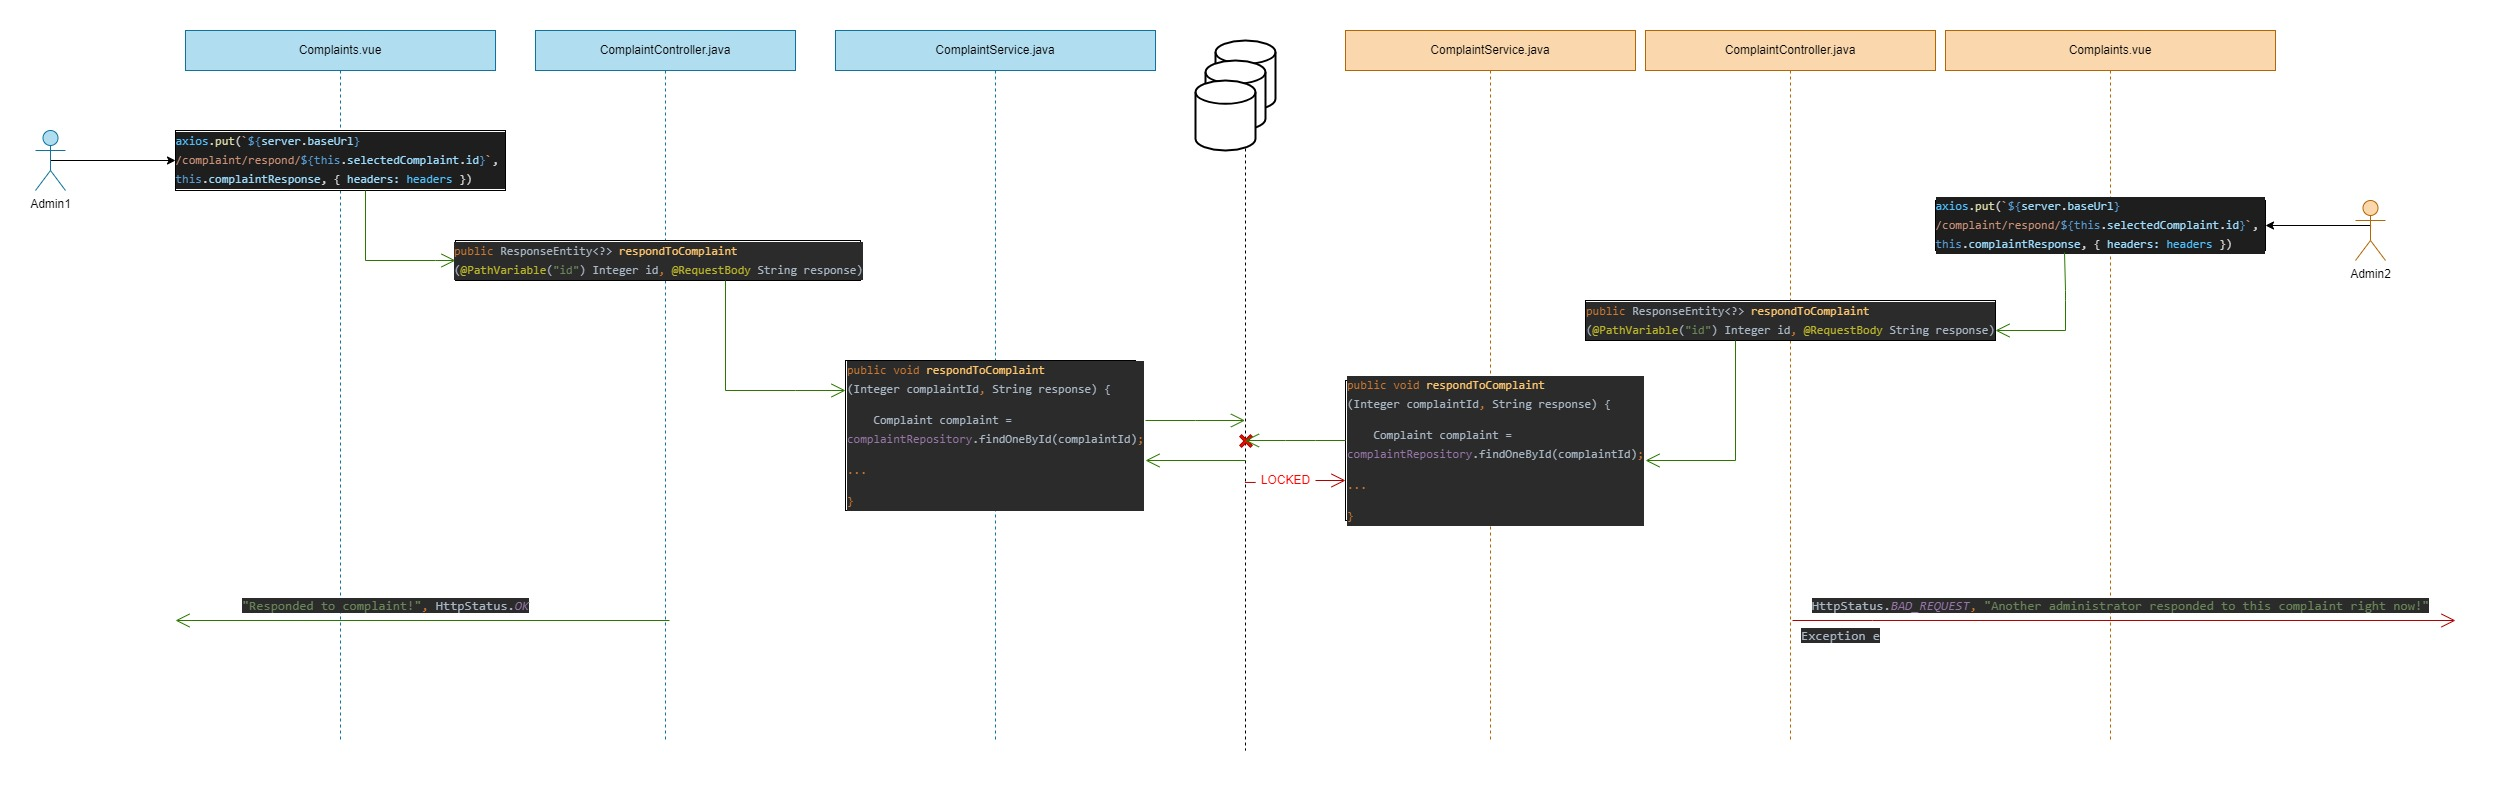 Complaints.vue
ComplaintController.java
ComplaintService.java
ComplaintService.java
ComplaintController.java
Complaints.vue
Admin1
axios.put(`${server.baseUrl}
/complaint/respond/${this.selectedComplaint.id}`,
this.complaintResponse, { headers: headers })
public ResponseEntity<?> respondToComplaint
(@PathVariable("id") Integer id, @RequestBody String response)
public void respondToComplaint
(Integer complaintId, String response) {
Complaint complaint =
complaintRepository.findOneById(complaintId);
...
}
axios.put(`${server.baseUrl}
/complaint/respond/${this.selectedComplaint.id}`,
this.complaintResponse, { headers: headers })
Admin2
public ResponseEntity<?> respondToComplaint
(@PathVariable("id") Integer id, @RequestBody String response)
public void respondToComplaint
(Integer complaintId, String response) {
Complaint complaint =
complaintRepository.findOneById(complaintId);
...
}
LOCKED
"Responded to complaint!", HttpStatus.OK
HttpStatus.BAD_REQUEST, "Another administrator responded to this complaint right now!"
Exception e